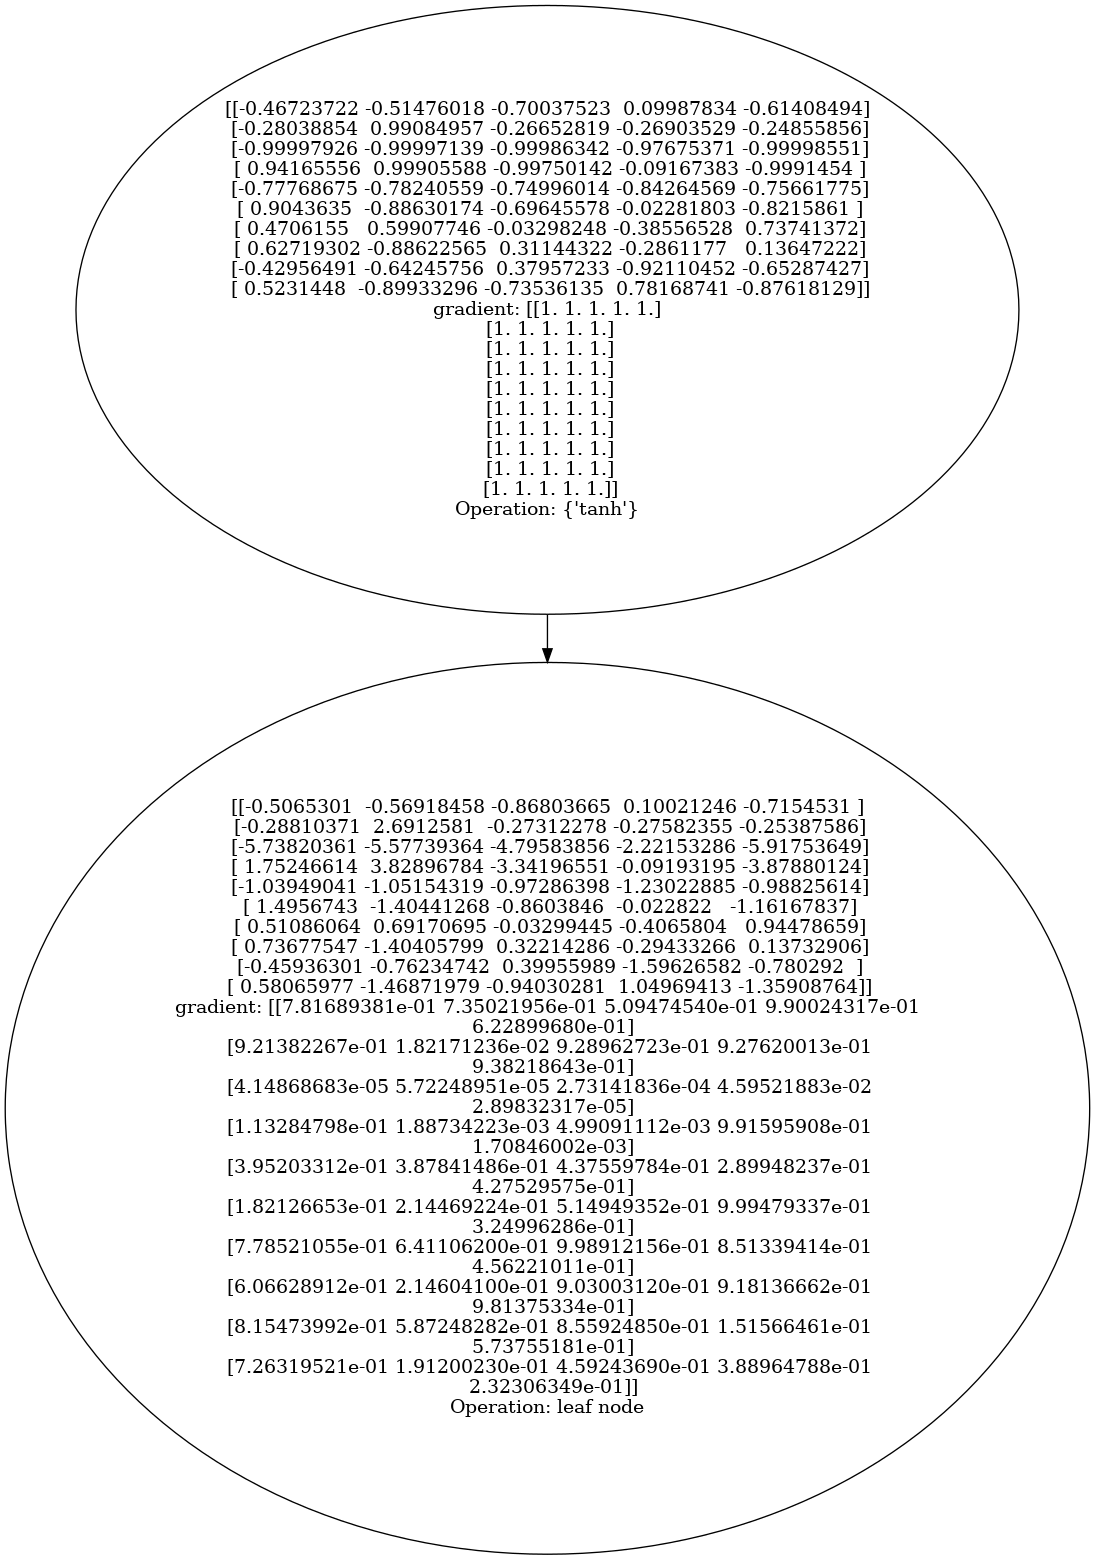 [[-0.46723722 -0.51476018 -0.70037523  0.09987834 -0.61408494]
[-0.28038854  0.99084957 -0.26652819 -0.26903529 -0.24855856]
[-0.99997926 -0.99997139 -0.99986342 -0.97675371 -0.99998551]
[ 0.94165556  0.99905588 -0.99750142 -0.09167383 -0.9991454 ]
[-0.77768675 -0.78240559 -0.74996014 -0.84264569 -0.75661775]
[ 0.9043635  -0.88630174 -0.69645578 -0.02281803 -0.8215861 ]
[ 0.4706155   0.59907746 -0.03298248 -0.38556528  0.73741372]
[ 0.62719302 -0.88622565  0.31144322 -0.2861177   0.13647222]
[-0.42956491 -0.64245756  0.37957233 -0.92110452 -0.65287427]
[ 0.5231448  -0.89933296 -0.73536135  0.78168741 -0.87618129]]
gradient: [[1. 1. 1. 1. 1.]
[1. 1. 1. 1. 1.]
[1. 1. 1. 1. 1.]
[1. 1. 1. 1. 1.]
[1. 1. 1. 1. 1.]
[1. 1. 1. 1. 1.]
[1. 1. 1. 1. 1.]
[1. 1. 1. 1. 1.]
[1. 1. 1. 1. 1.]
[1. 1. 1. 1. 1.]]
Operation: {'tanh'}
[[-0.5065301  -0.56918458 -0.86803665  0.10021246 -0.7154531 ]
[-0.28810371  2.6912581  -0.27312278 -0.27582355 -0.25387586]
[-5.73820361 -5.57739364 -4.79583856 -2.22153286 -5.91753649]
[ 1.75246614  3.82896784 -3.34196551 -0.09193195 -3.87880124]
[-1.03949041 -1.05154319 -0.97286398 -1.23022885 -0.98825614]
[ 1.4956743  -1.40441268 -0.8603846  -0.022822   -1.16167837]
[ 0.51086064  0.69170695 -0.03299445 -0.4065804   0.94478659]
[ 0.73677547 -1.40405799  0.32214286 -0.29433266  0.13732906]
[-0.45936301 -0.76234742  0.39955989 -1.59626582 -0.780292  ]
[ 0.58065977 -1.46871979 -0.94030281  1.04969413 -1.35908764]]
gradient: [[7.81689381e-01 7.35021956e-01 5.09474540e-01 9.90024317e-01
6.22899680e-01]
[9.21382267e-01 1.82171236e-02 9.28962723e-01 9.27620013e-01
9.38218643e-01]
[4.14868683e-05 5.72248951e-05 2.73141836e-04 4.59521883e-02
2.89832317e-05]
[1.13284798e-01 1.88734223e-03 4.99091112e-03 9.91595908e-01
1.70846002e-03]
[3.95203312e-01 3.87841486e-01 4.37559784e-01 2.89948237e-01
4.27529575e-01]
[1.82126653e-01 2.14469224e-01 5.14949352e-01 9.99479337e-01
3.24996286e-01]
[7.78521055e-01 6.41106200e-01 9.98912156e-01 8.51339414e-01
4.56221011e-01]
[6.06628912e-01 2.14604100e-01 9.03003120e-01 9.18136662e-01
9.81375334e-01]
[8.15473992e-01 5.87248282e-01 8.55924850e-01 1.51566461e-01
5.73755181e-01]
[7.26319521e-01 1.91200230e-01 4.59243690e-01 3.88964788e-01
2.32306349e-01]]
Operation: leaf node